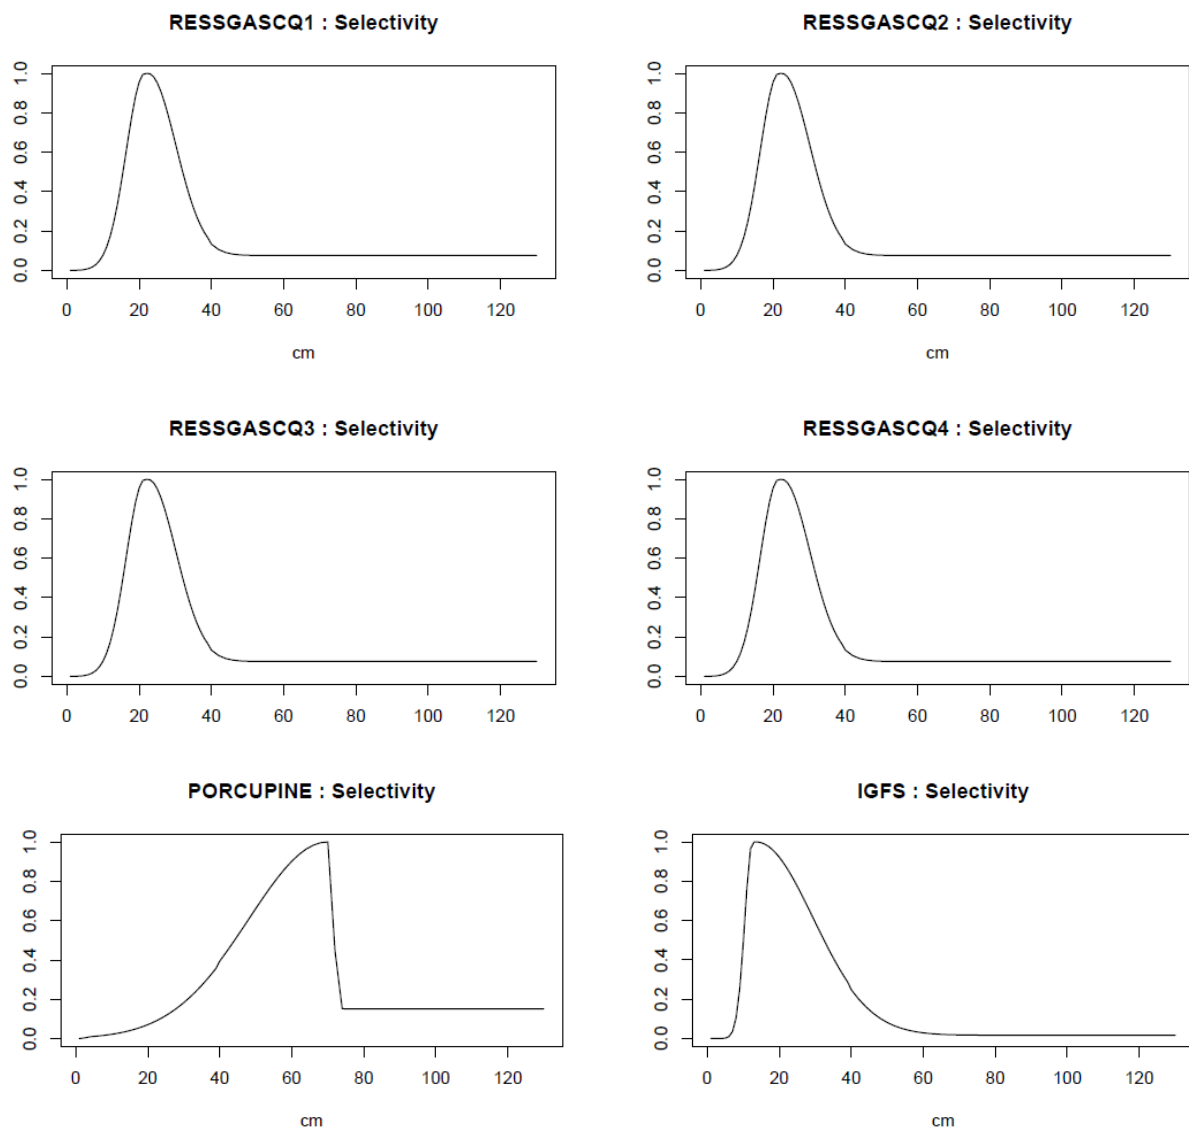 RESSGASCQ1 : Selectivity
1.0
0.8
0.6
0.4
0.2
0.0
0 20 40 60 80 100 120
cm
RESSGASCQ2 : Selectivity
1.0
0.8
0.6
0.4
0.2
0.0
0 20 40 60 80 100 120
cm
RESSGASCQ3 : Selectivity
1.0
0.8
0.6
0.4
0.2
0.0
0 20 40 60 80 100 120
RESSGASCQ4 : Selectivity
1.0
0.8
0.6
0.4
0.2
0.0
0 20 40 60 80 100 120
PORCUPINE : Selectivity
1.0
0.8
0.6
0.4
0.2
0.0
0 20 40 60 80 100 120
cm
IGFS : Selectivity
1.0
0.8
0.6
0.4
0.2
0.0
0 20 40 60 80 100 120
cm